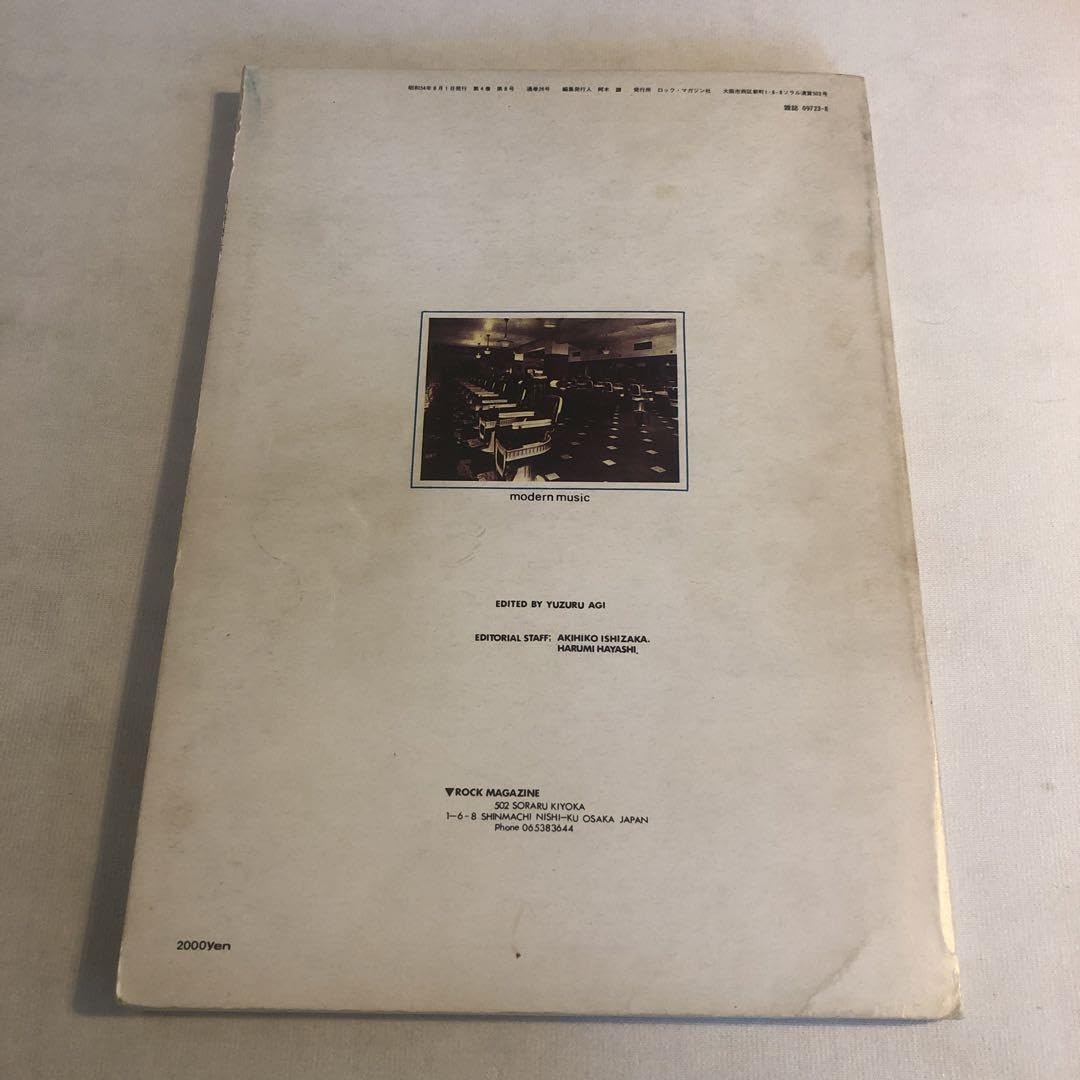 昭和54年8月1日発行 第4巻 第8号 通巻26号 編集発行人 阿木 譲 発行所 ロック・マガジン社 大阪市西区新町1-6-8ソラル清賀502号
雑誌 09723-8
modern music
EDITED BY YUZURU AGI
EDITORIAL STAFF; AKIHIKO ISHIZAKA.
HARUMI HAYASHI.
▼ROCK MAGAZINE
502 SORARU KIYOKA
1-6-8 SHINMACHI NISHI-KU OSAKA JAPAN
Phone 065383644
2000yen